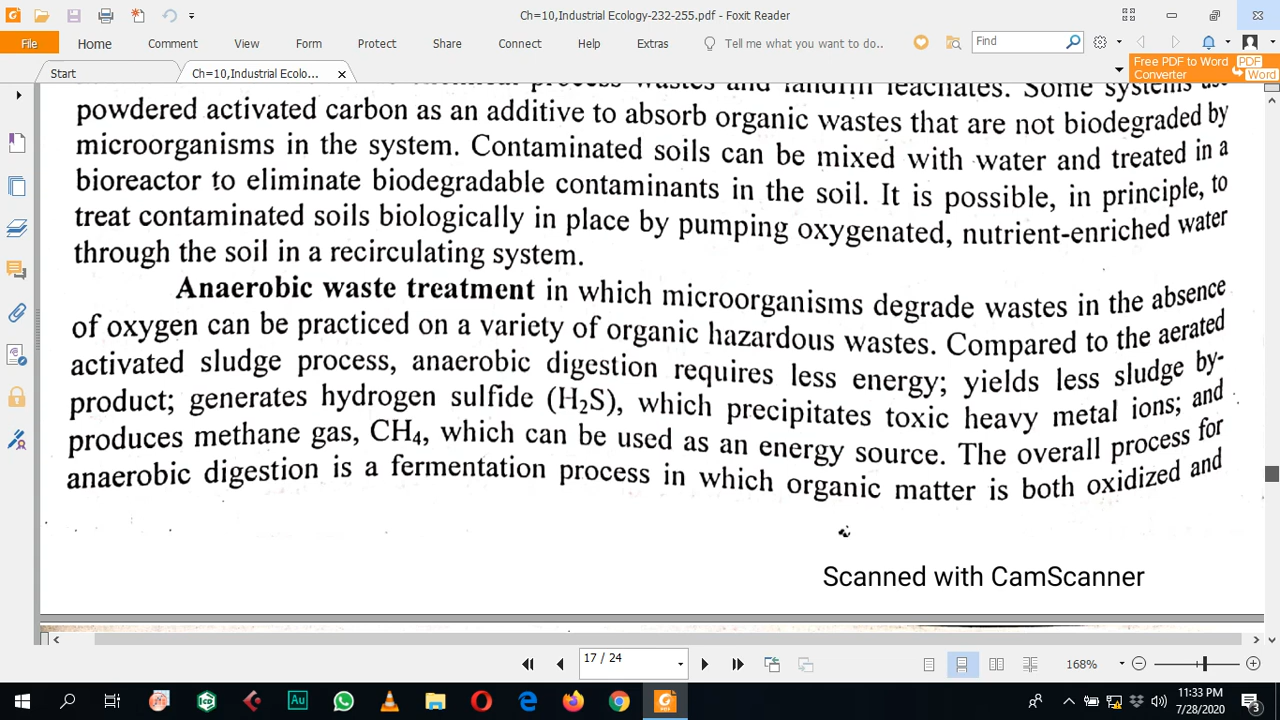 Ch=10,Industrial Ecology-232-255.pdf - Foxit Reader
File Home Comment View Form Protect Share Connect Help Extras Tell me what you want to do.. Find
Free PDF to Word Converter PDF Word
Start Ch=10,Industrial Ecolo...
powdered activated carbon as an additive to absorb organic wastes that are not biodegraded by
microorganisms in the system. Contaminated soils can be mixed with water and treated in a
bioreactor to eliminate biodegradable contaminants in the soil. It is possible, in principle, to
treat contaminated soils biologically in place by pumping oxygenated, nutrient-enriched water
through the soil in a recirculating system.
Anaerobic waste treatment in which microorganisms degrade wastes in the absence
of oxygen can be practiced on a variety of organic hazardous wastes. Compared to the aerated
activated sludge process, anaerobic digestion requires less energy; yields less sludge by-
product; generates hydrogen sulfide (H₂S), which precipitates toxic heavy metal ions; and
produces methane gas, CH₄, which can be used as an energy source. The overall process for
anaerobic digestion is a fermentation process in which organic matter is both oxidized and
Scanned with CamScanner
17 / 24 168%
11:33 PM
7/28/2020